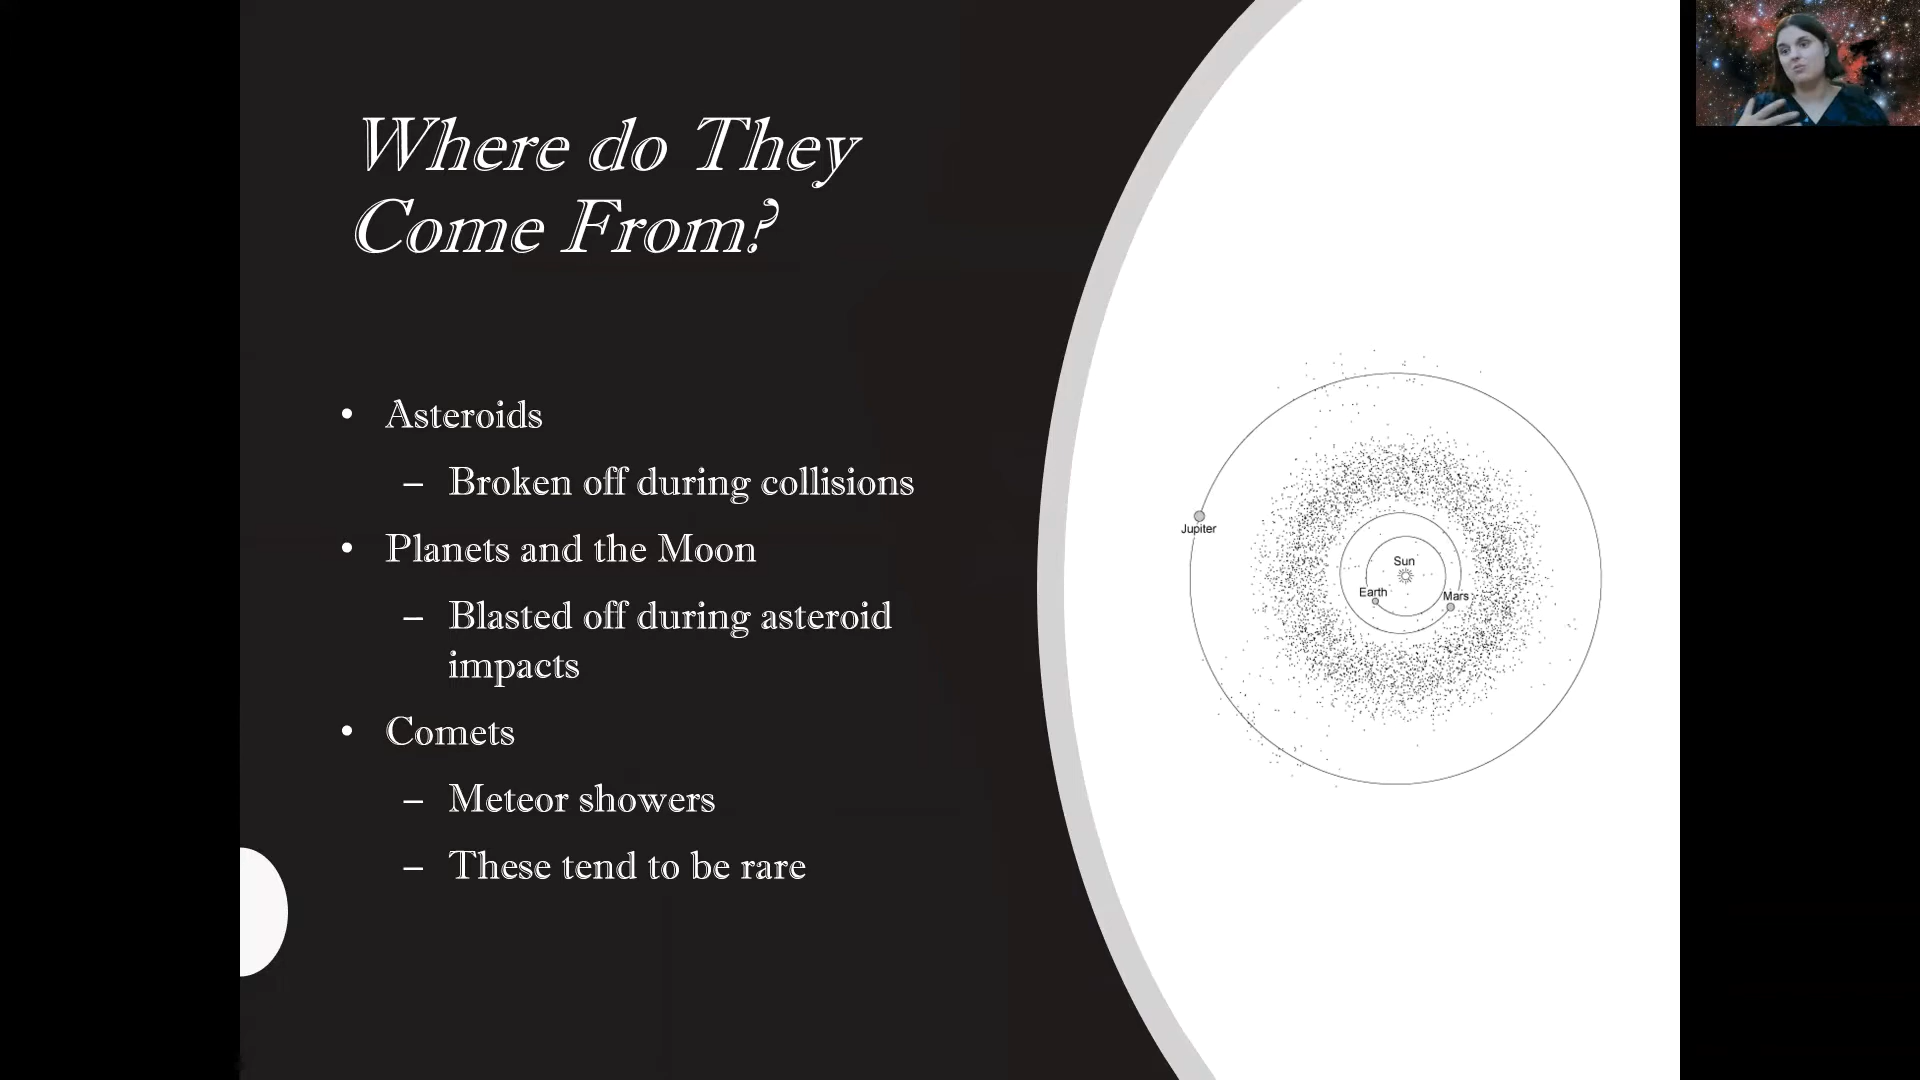 Where do They
Come From?
• Asteroids
– Broken off during collisions
• Planets and the Moon
– Blasted off during asteroid
impacts
• Comets
– Meteor showers
– These tend to be rare
Jupiter
Sun
Earth
Mars